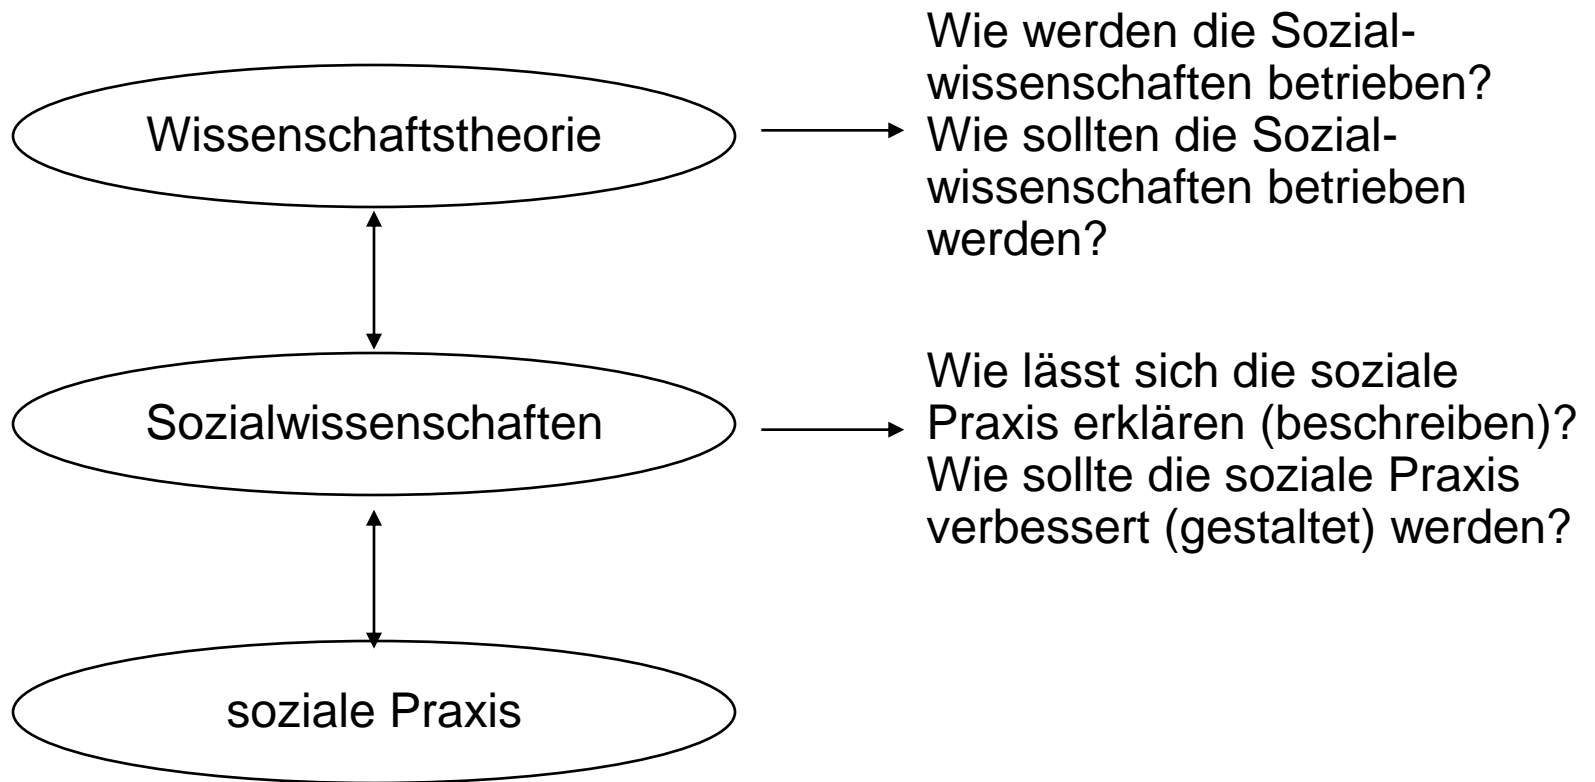 Wissenschaftstheorie
Wie werden die Sozial-
wissenschaften betrieben?
Wie sollten die Sozial-
wissenschaften betrieben
werden?
Sozialwissenschaften
Wie lässt sich die soziale
Praxis erklären (beschreiben)?
Wie sollte die soziale Praxis
verbessert (gestaltet) werden?
soziale Praxis